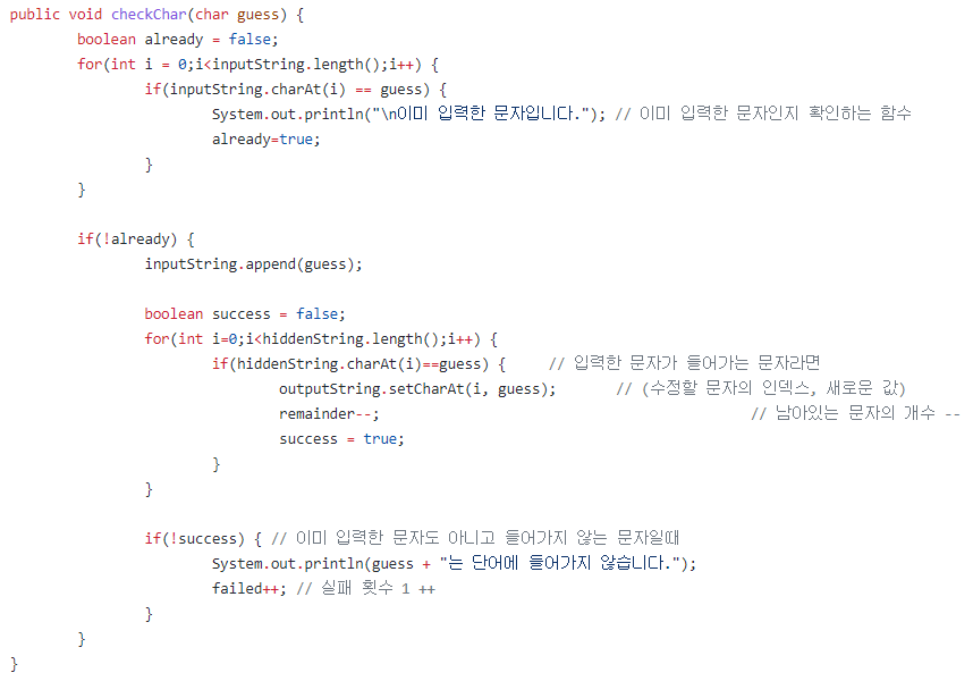 public void checkChar(char guess) {
boolean already = false;
for(int i = 0;i<inputString.length();i++) {
if(inputString.charAt(i) == guess) {
System.out.println("\n이미 입력한 문자입니다."); // 이미 입력한 문자인지 확인하는 함수
already=true;
}
}
if(!already) {
inputString.append(guess);
boolean success = false;
for(int i=0;i<hiddenString.length();i++) {
if(hiddenString.charAt(i)==guess) { // 입력한 문자가 들어가는 문자라면
outputString.setCharAt(i, guess); // (수정할 문자의 인덱스, 새로운 값)
remainder--; // 남아있는 문자의 개수 --
success = true;
}
}
if(!success) { // 이미 입력한 문자도 아니고 들어가지 않는 문자일때
System.out.println(guess + "는 단어에 들어가지 않습니다.");
failed++; // 실패 횟수 1 ++
}
}
}